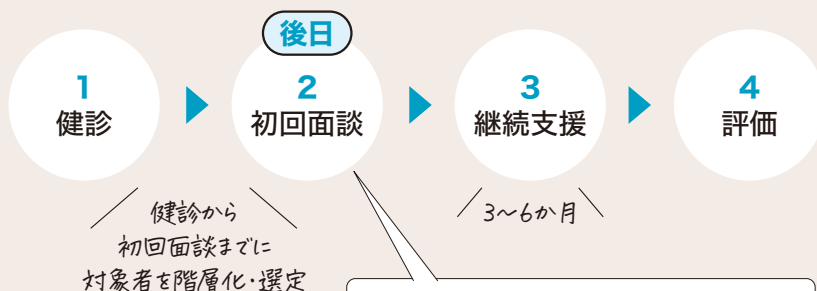 後日
1
健診
2
初回面談
3
継続支援
4
評価
健診から
初回面談までに
対象者を階層化・選定
3〜6か月